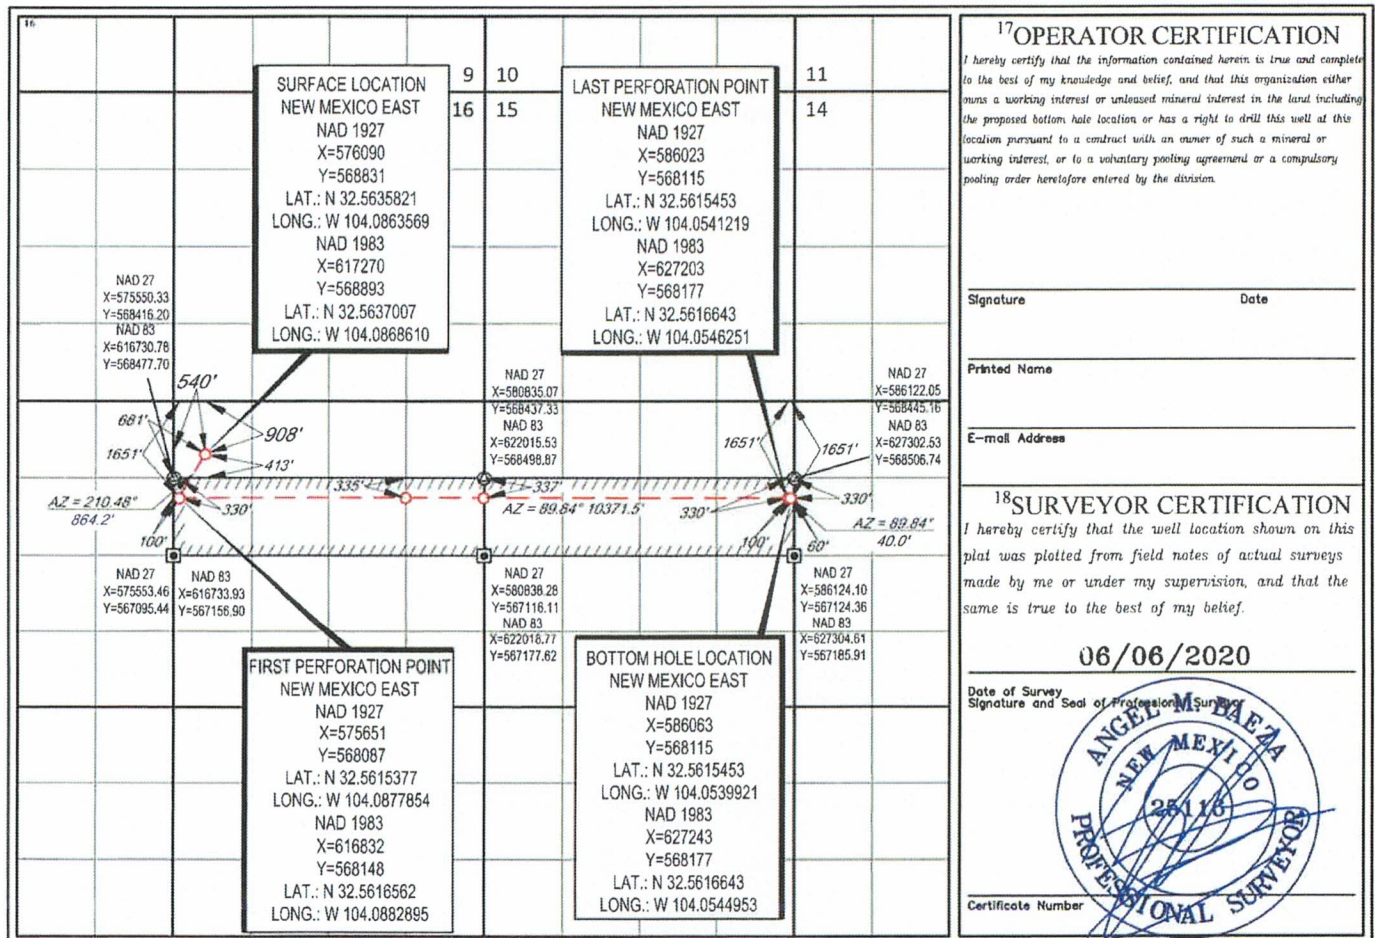 16
9 10
11
16 15
14
SURFACE LOCATION
NEW MEXICO EAST
NAD 1927
X=576090
Y=568831
LAT.: N 32.5635821
LONG.: W 104.0863569
NAD 1983
X=617270
Y=568893
LAT.: N 32.5637007
LONG.: W 104.0868610
LAST PERFORATION POINT
NEW MEXICO EAST
NAD 1927
X=586023
Y=568115
LAT.: N 32.5615453
LONG.: W 104.0541219
NAD 1983
X=627203
Y=568177
LAT.: N 32.5616643
LONG.: W 104.0546251
NAD 27
X=575550.33
Y=568416.20
NAD 83
X=616730.78
Y=568477.70
540'
681'
908'
1651'
413'
AZ = 210.48°
864.2'
330'
100'
335'
337'
AZ = 89.84° 10371.5'
NAD 27
X=580835.07
Y=568437.33
NAD 83
X=622015.53
Y=568498.87
NAD 27
X=586122.05
Y=568445.16
NAD 83
X=627302.53
Y=568506.74
1651'
1651'
330'
330'
AZ = 89.84°
40.0'
100'
60'
NAD 27
X=575553.46
Y=567095.44
NAD 83
X=616733.93
Y=567156.90
NAD 27
X=580838.28
Y=567116.11
NAD 83
X=622018.77
Y=567177.62
NAD 27
X=586124.10
Y=567124.36
NAD 83
X=627304.61
Y=567185.91
FIRST PERFORATION POINT
NEW MEXICO EAST
NAD 1927
X=575651
Y=568087
LAT.: N 32.5615377
LONG.: W 104.0877854
NAD 1983
X=616832
Y=568148
LAT.: N 32.5616562
LONG.: W 104.0882895
BOTTOM HOLE LOCATION
NEW MEXICO EAST
NAD 1927
X=586063
Y=568115
LAT.: N 32.5615453
LONG.: W 104.0539921
NAD 1983
X=627243
Y=568177
LAT.: N 32.5616643
LONG.: W 104.0544953
17OPERATOR CERTIFICATION
I hereby certify that the information contained herein is true and complete
to the best of my knowledge and belief, and that this organization either
owns a working interest or unleased mineral interest in the land including
the proposed bottom hole location or has a right to drill this well at this
location pursuant to a contract with an owner of such a mineral or
working interest, or to a voluntary pooling agreement or a compulsory
pooling order heretofore entered by the division.
Signature Date
Printed Name
E-mail Address
18SURVEYOR CERTIFICATION
I hereby certify that the well location shown on this
plat was plotted from field notes of actual surveys
made by me or under my supervision, and that the
same is true to the best of my belief.
06/06/2020
Date of Survey
Signature and Seal of Professional Surveyor
ANGEL M. BAEZA
NEW MEXICO
PROFESSIONAL SURVEYOR
Certificate Number